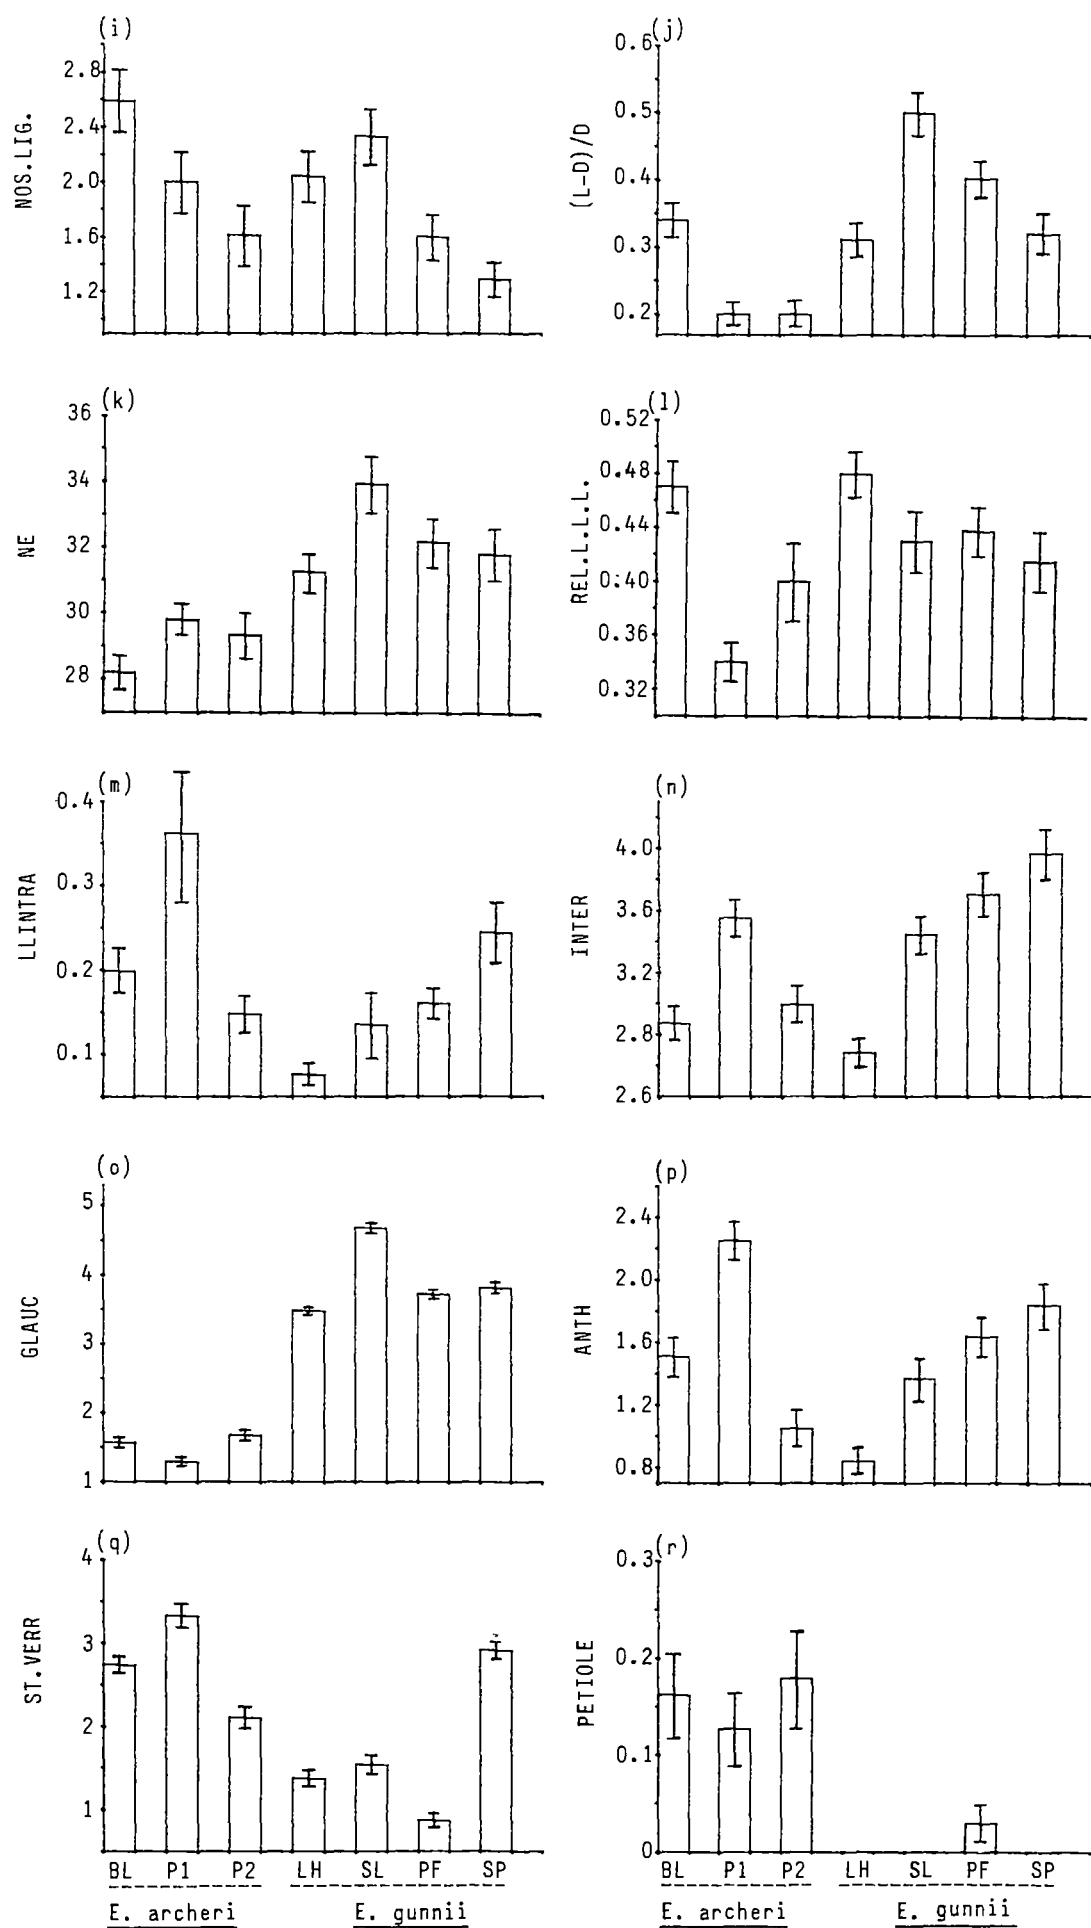 (i)
NOS.LIG.
2.8
2.4
2.0
1.6
1.2
(j)
(L-D)/D
0.6
0.5
0.4
0.3
0.2
(k)
NE
36
34
32
30
28
(l)
REL.L.L.L.
0.52
0.48
0.44
0.40
0.36
0.32
(m)
LLINTRA
0.4
0.3
0.2
0.1
(n)
INTER
4.0
3.6
3.2
2.8
2.6
(o)
GLAUC
5
4
3
2
1
(p)
ANTH
2.4
2.0
1.6
1.2
0.8
(q)
ST.VERR
4
3
2
1
BL P1 P2 LH SL PF SP
E. archeri E. gunnii
(r)
PETIOLE
0.3
0.2
0.1
0
BL P1 P2 LH SL PF SP
E. archeri E. gunnii